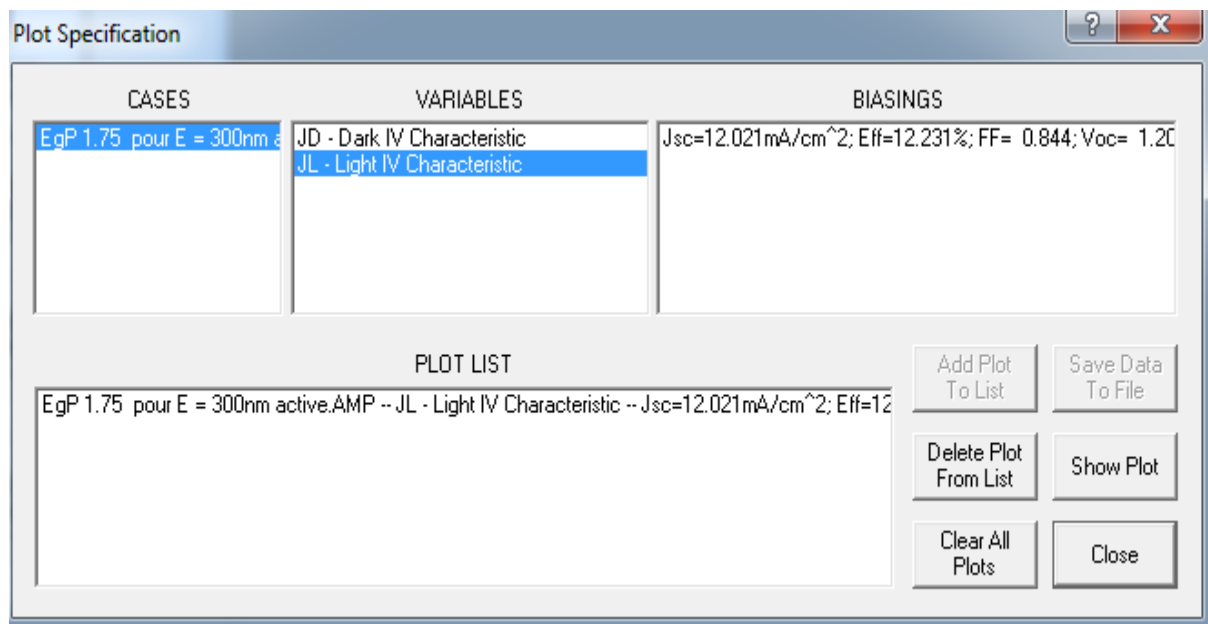 Plot Specification
?
X
CASES
VARIABLES
BIASINGS
EgP 1.75 pour E = 300nm
JD - Dark IV Characteristic
JL - Light IV Characteristic
Jsc=12.021mA/cm^2; Eff=12.231%; FF= 0.844; Voc= 1.20
PLOT LIST
EgP 1.75 pour E = 300nm active.AMP -- JL - Light IV Characteristic -- Jsc=12.021mA/cm^2; Eff=12
Add Plot
To List
Save Data
To File
Delete Plot
From List
Show Plot
Clear All
Plots
Close